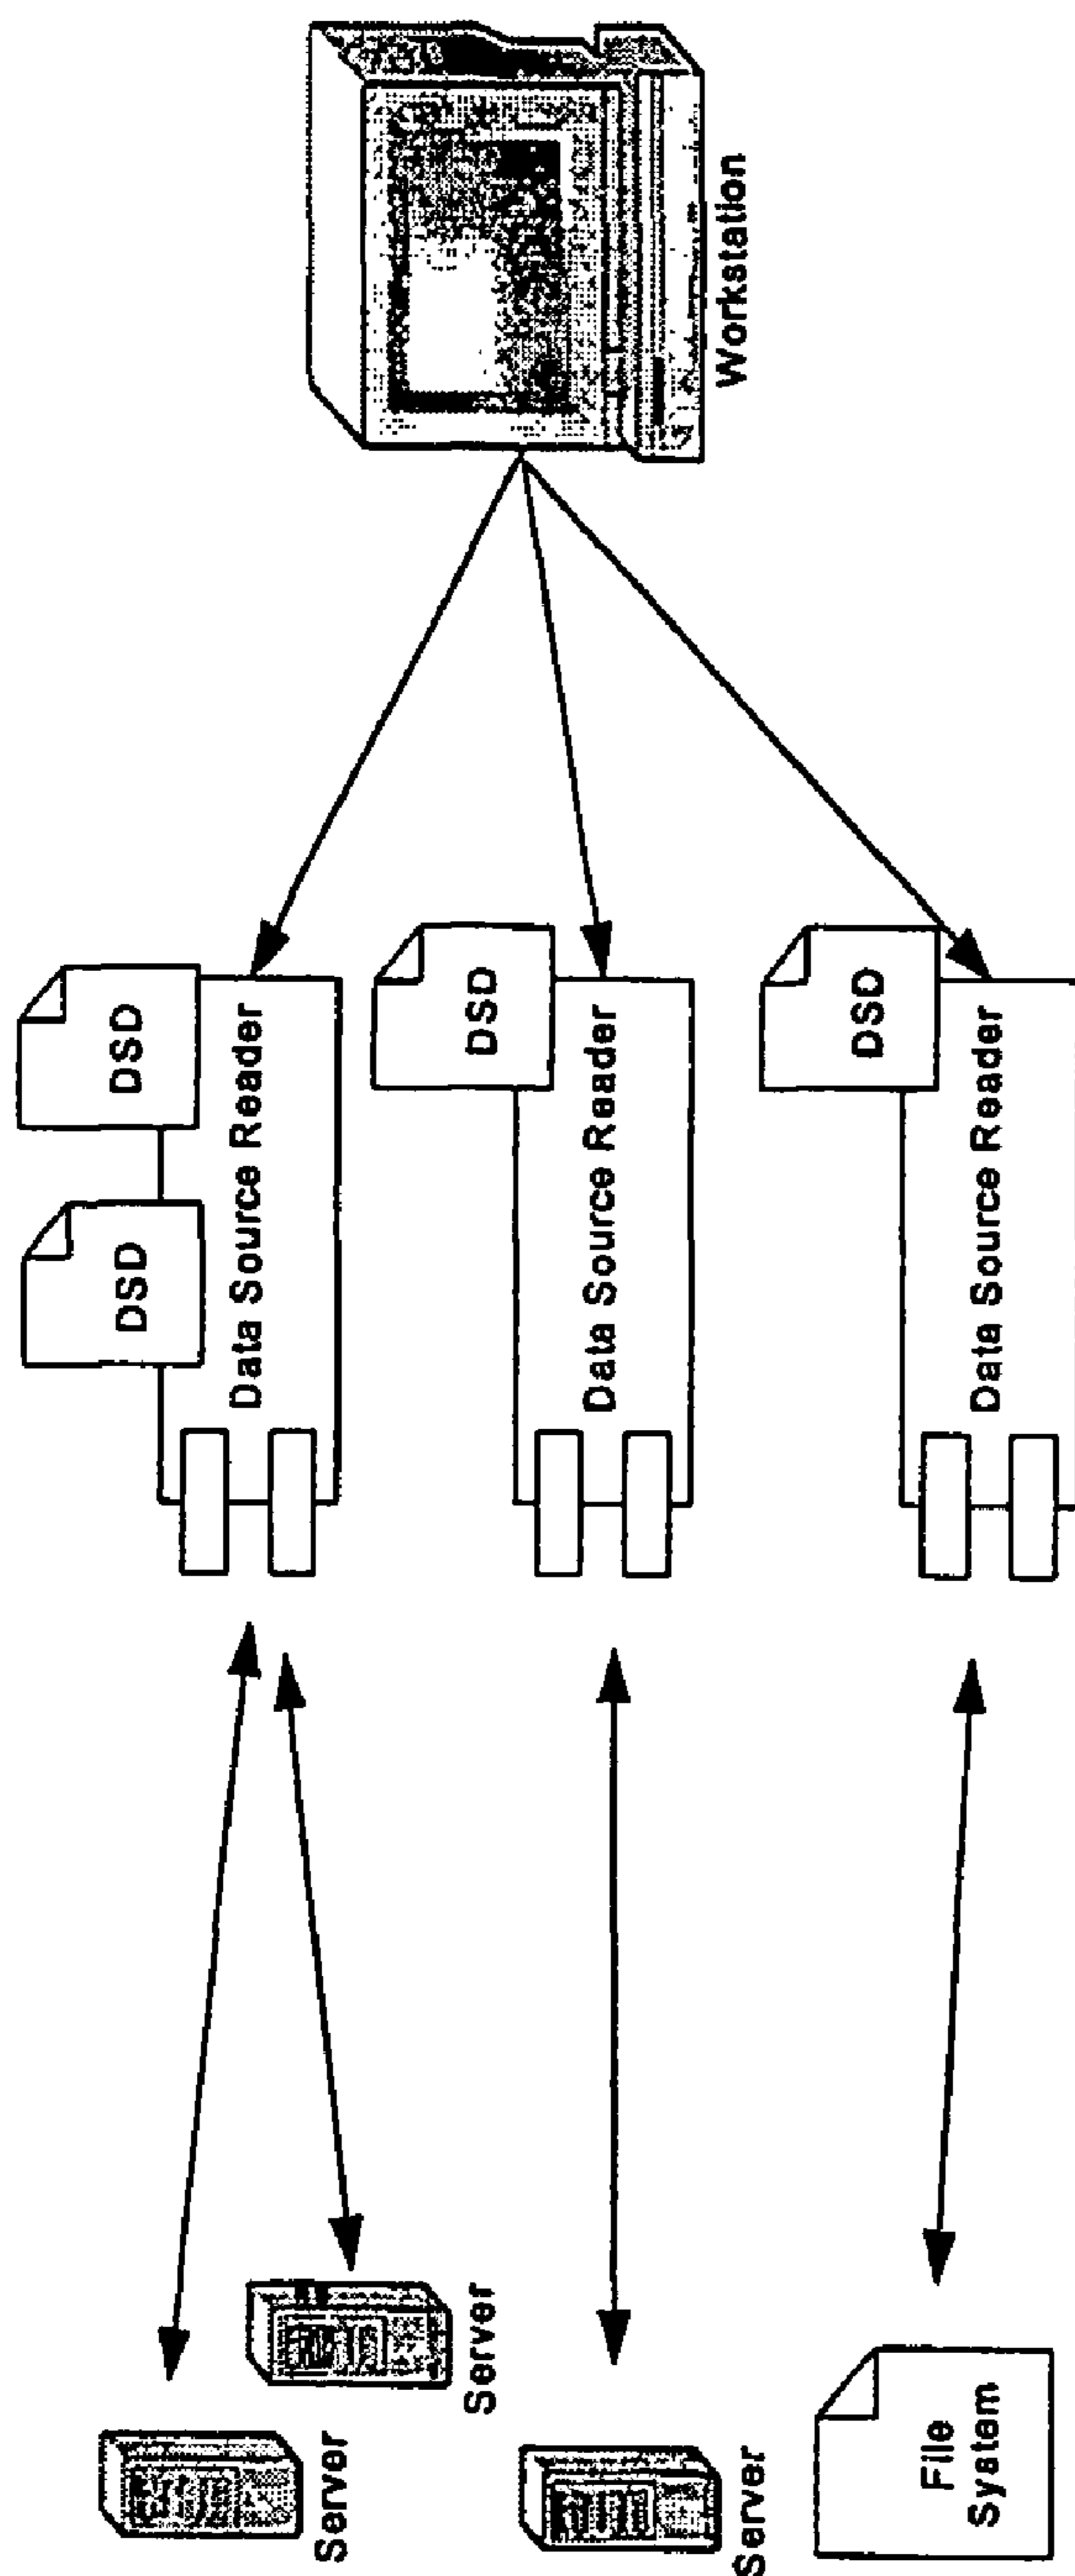 Server
Server
DSD
DSD
Data Source Reader
Workstation
Server
DSD
Data Source Reader
File
System
DSD
Data Source Reader